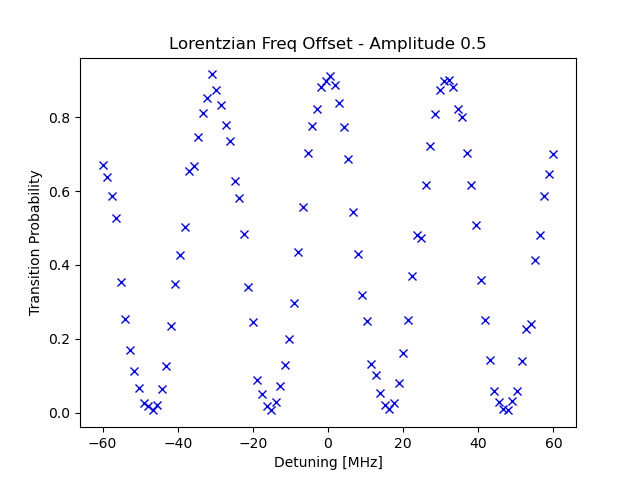 Lorentzian Freq Offset - Amplitude 0.5
Transition Probability
0.8
0.6
0.4
0.2
0.0
−60 −40 −20 0 20 40 60
Detuning [MHz]